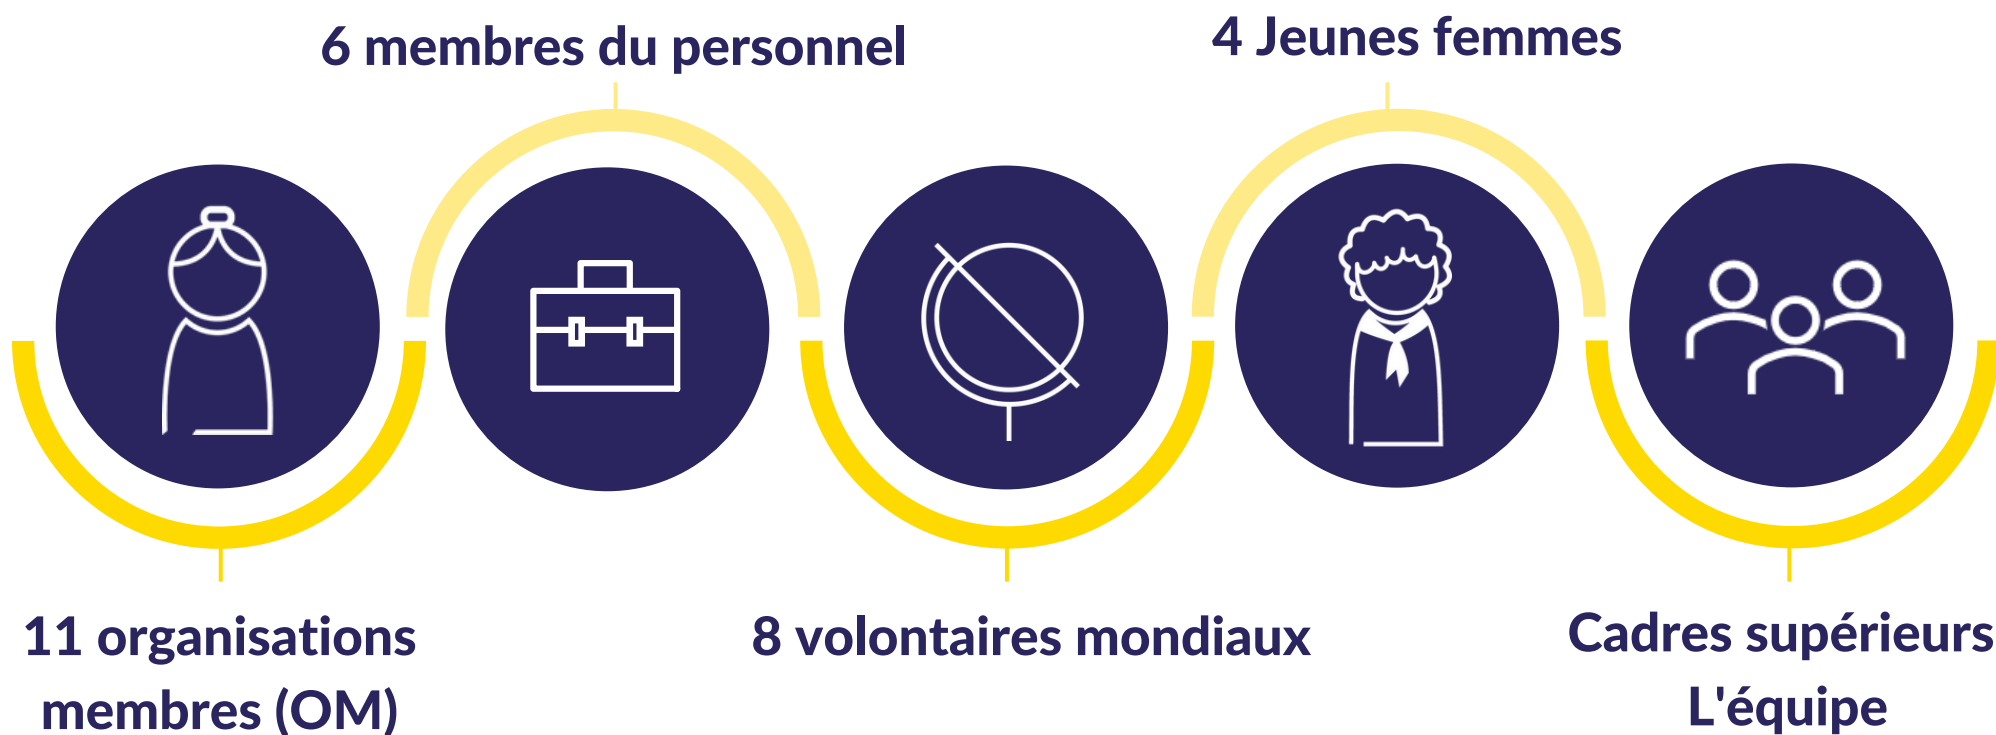 6 membres du personnel
4 Jeunes femmes
11 organisations
membres (OM)
8 volontaires mondiaux
Cadres supérieurs
L'équipe